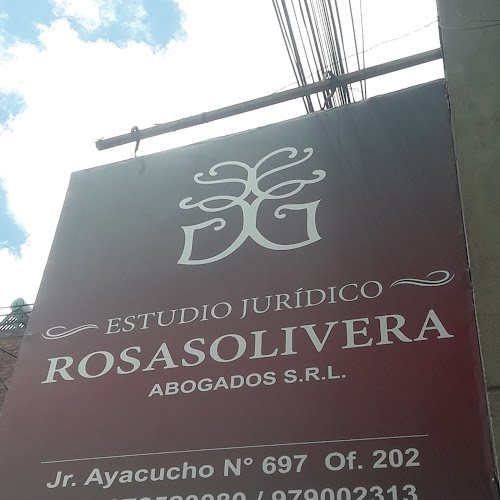 ESTUDIO JURÍDICO
ROSASOLIVERA
ABOGADOS S.R.L.
Jr. Ayacucho N° 697 Of. 202
/ 979002313